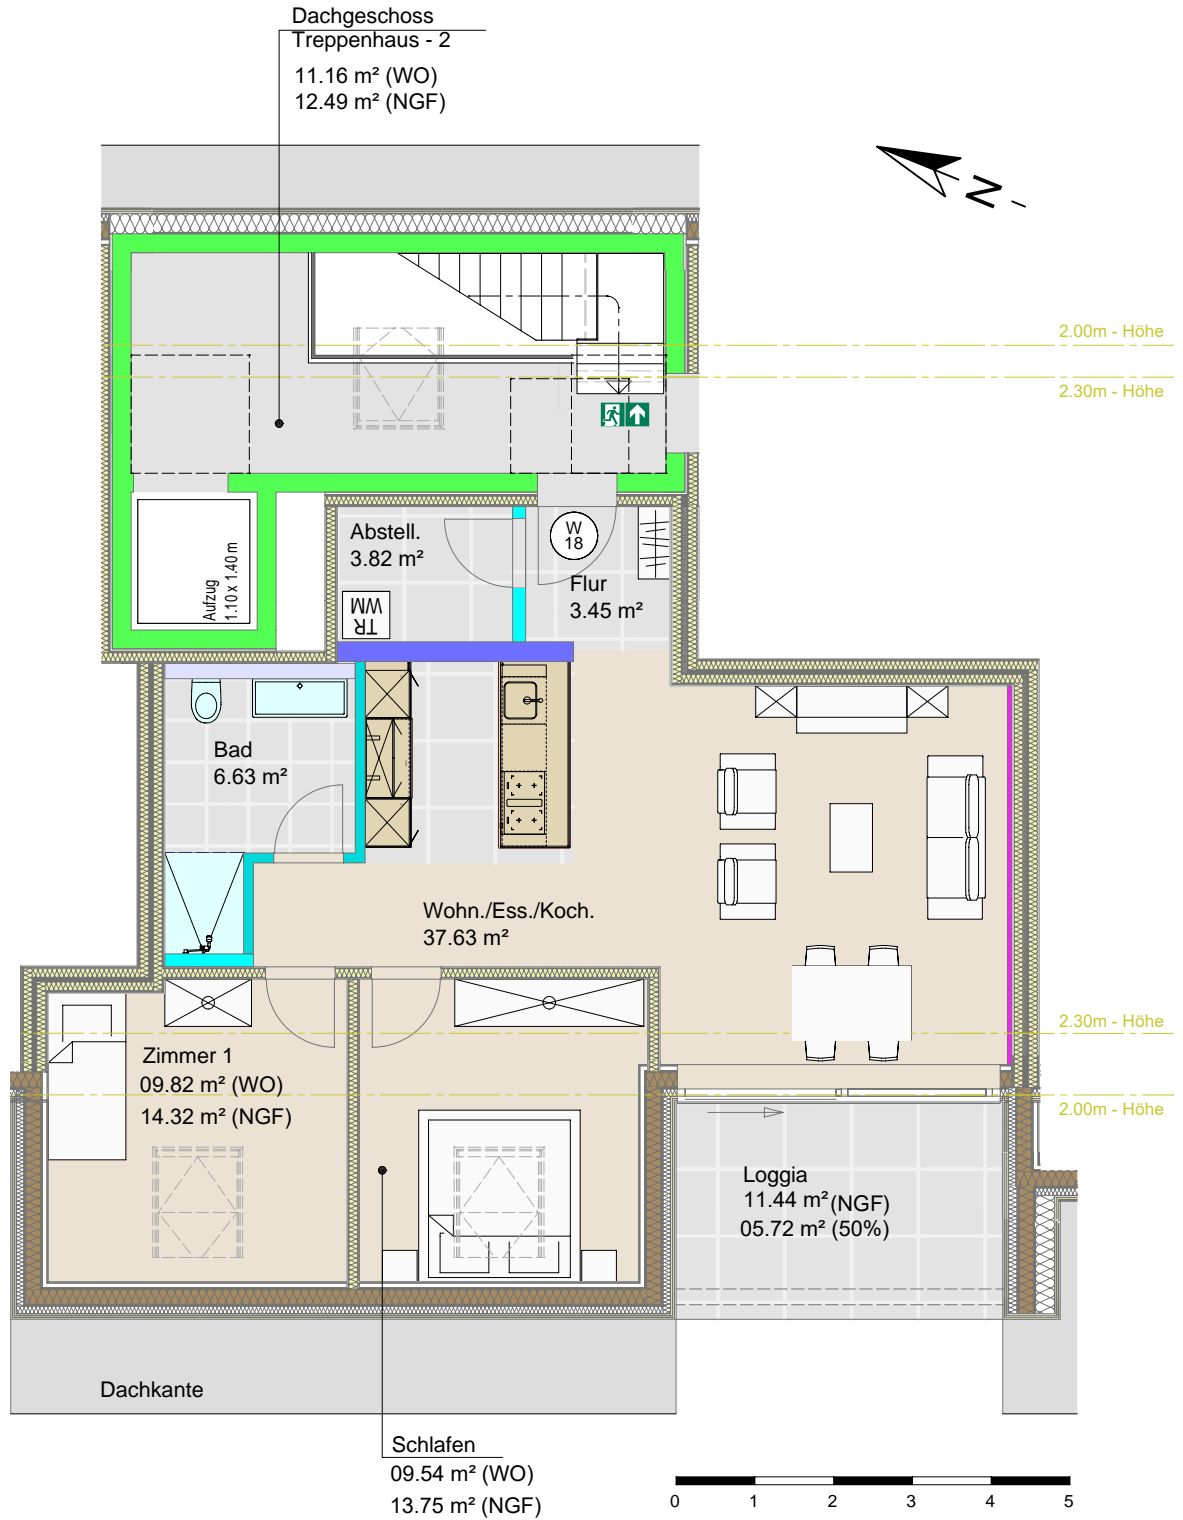 Dachgeschoss
Treppenhaus - 2
11.16 m² (WO)
12.49 m² (NGF)
N
2.00m - Höhe
2.30m - Höhe
Abstell.
3.82 m²
W
18
Flur
3.45 m²
Aufzug
1.10 x 1.40 m
TR
WM
Bad
6.63 m²
Wohn./Ess./Koch.
37.63 m²
2.30m - Höhe
Zimmer 1
09.82 m² (WO)
14.32 m² (NGF)
2.00m - Höhe
Loggia
11.44 m² (NGF)
05.72 m² (50%)
Dachkante
Schlafen
09.54 m² (WO)
13.75 m² (NGF)
0 1 2 3 4 5